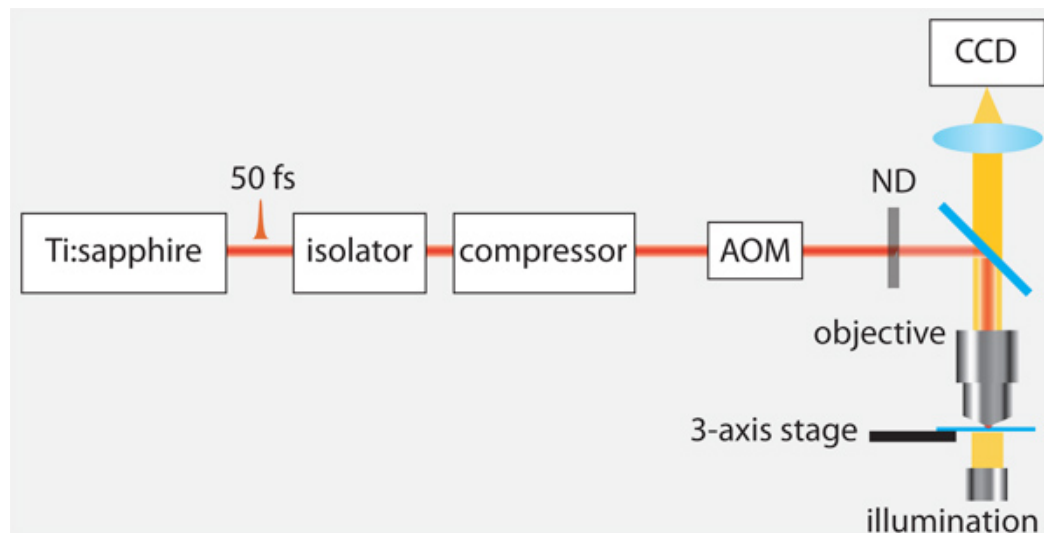 CCD
50 fs
ND
Ti:sapphire
isolator
compressor
AOM
objective
3-axis stage
illumination